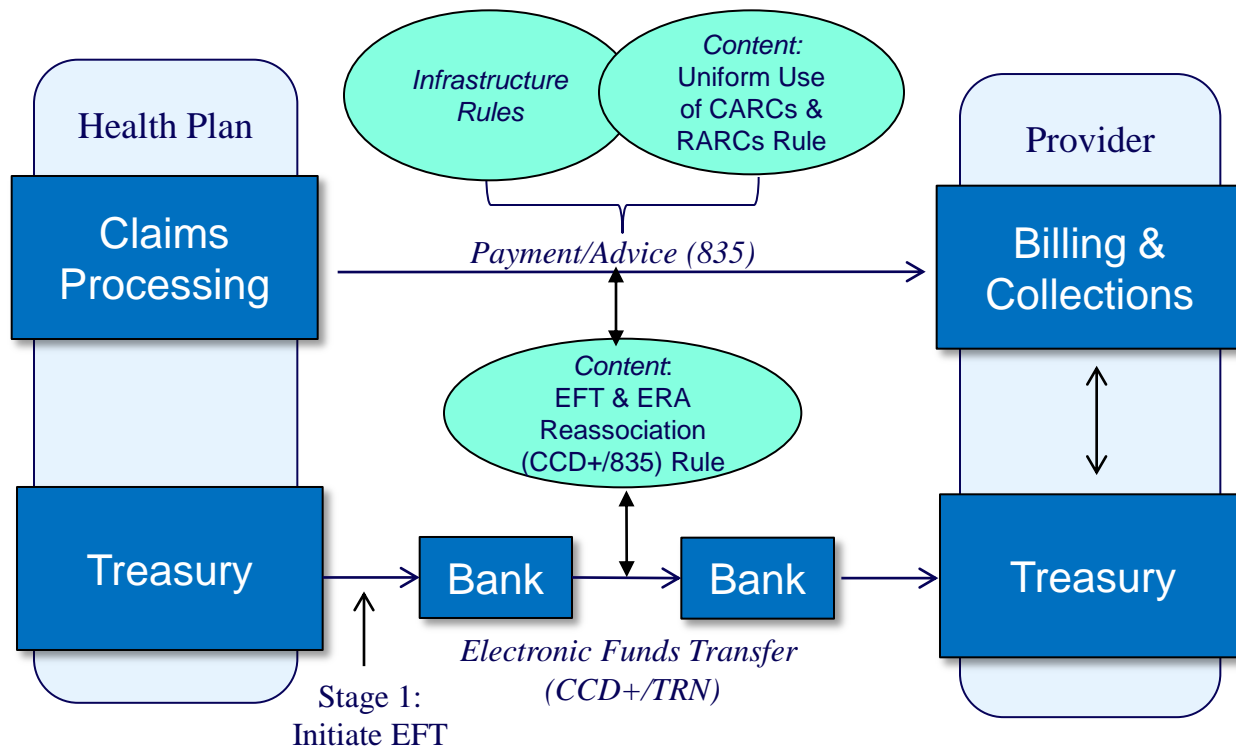 Health Plan
Infrastructure
Rules
Content:
Uniform Use
of CARCs &
RARCs Rule
Provider
Claims
Processing
Payment/Advice (835)
Billing &
Collections
Content:
EFT & ERA
Reassociation
(CCD+/835) Rule
Treasury
Bank
Bank
Treasury
Electronic Funds Transfer
(CCD+/TRN)
Stage 1:
Initiate EFT